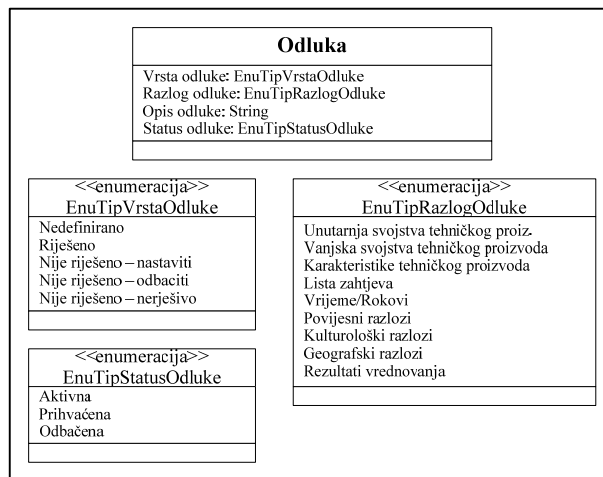 Odluka
Vrsta odluke: EnuTipVrstaOdluke
Razlog odluke: EnuTipRazlogOdluke
Opis odluke: String
Status odluke: EnuTipStatusOdluke
<<enumeracija>>
EnuTipVrstaOdluke
Nedefinirano
Riješeno
Nije riješeno – nastaviti
Nije riješeno – odbaciti
Nije riješeno – nerješivo
<<enumeracija>>
EnuTipRazlogOdluke
Unutarnja svojstva tehničkog proiz.
Vanjska svojstva tehničkog proizvoda
Karakteristike tehničkog proizvoda
Lista zahtjeva
Vrijeme/Rokovi
Povijesni razlozi
Kulturološki razlozi
Geografski razlozi
Rezultati vrednovanja
<<enumeracija>>
EnuTipStatusOdluke
Aktivna
Prihvaćena
Odbačena